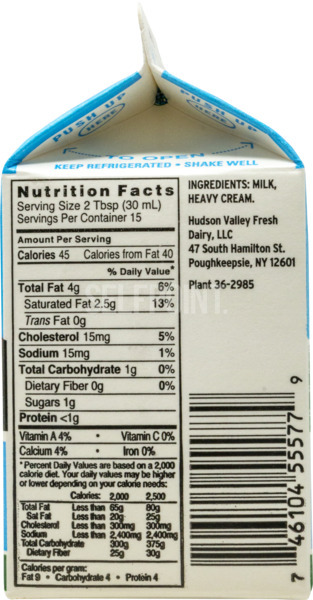 PUSH UP
HERE
PUSH UP
HERE
TO OPEN
KEEP REFRIGERATED • SHAKE WELL
Nutrition Facts
Serving Size 2 Tbsp (30 mL)
Servings Per Container 15
Amount Per Serving
Calories 45 Calories from Fat 40
% Daily Value*
Total Fat 4g 6%
Saturated Fat 2.5g 13%
Trans Fat 0g
Cholesterol 15mg 5%
Sodium 15mg 1%
Total Carbohydrate 1g 0%
Dietary Fiber 0g 0%
Sugars 1g
Protein <1g
Vitamin A 4% • Vitamin C 0%
Calcium 4% • Iron 0%
*Percent Daily Values are based on a 2,000
calorie diet. Your daily values may be higher
or lower depending on your calorie needs:
Calories: 2,000 2,500
Total Fat Less than 65g 80g
Sat Fat Less than 20g 25g
Cholesterol Less than 300mg 300mg
Sodium Less than 2,400mg 2,400mg
Total Carbohydrate 300g 375g
Dietary Fiber 25g 30g
Calories per gram:
Fat 9 • Carbohydrate 4 • Protein 4
INGREDIENTS: MILK,
HEAVY CREAM.
Hudson Valley Fresh
Dairy, LLC
47 South Hamilton St.
Poughkeepsie, NY 12601
Plant 36-2985
7 46104 55577 9